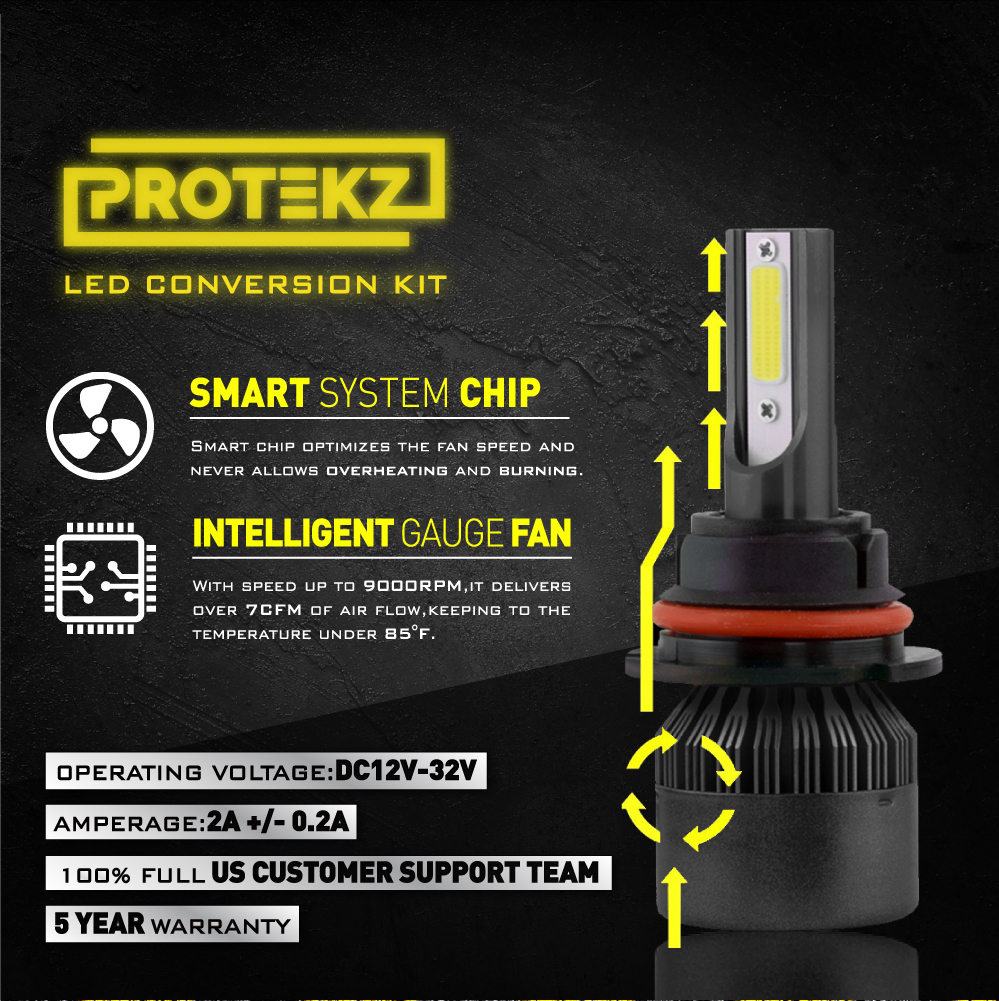 PROTEKZ
LED CONVERSION KIT
SMART SYSTEM CHIP
SMART CHIP OPTIMIZES THE FAN SPEED AND
NEVER ALLOWS OVERHEATING AND BURNING.
INTELLIGENT GAUGE FAN
WITH SPEED UP TO 9000RPM,IT DELIVERS
OVER 7CFM OF AIR FLOW,KEEPING TO THE
TEMPERATURE UNDER 85°F.
OPERATING VOLTAGE:DC12V-32V
AMPERAGE:2A +/- 0.2A
100% FULL US CUSTOMER SUPPORT TEAM
5 YEAR WARRANTY